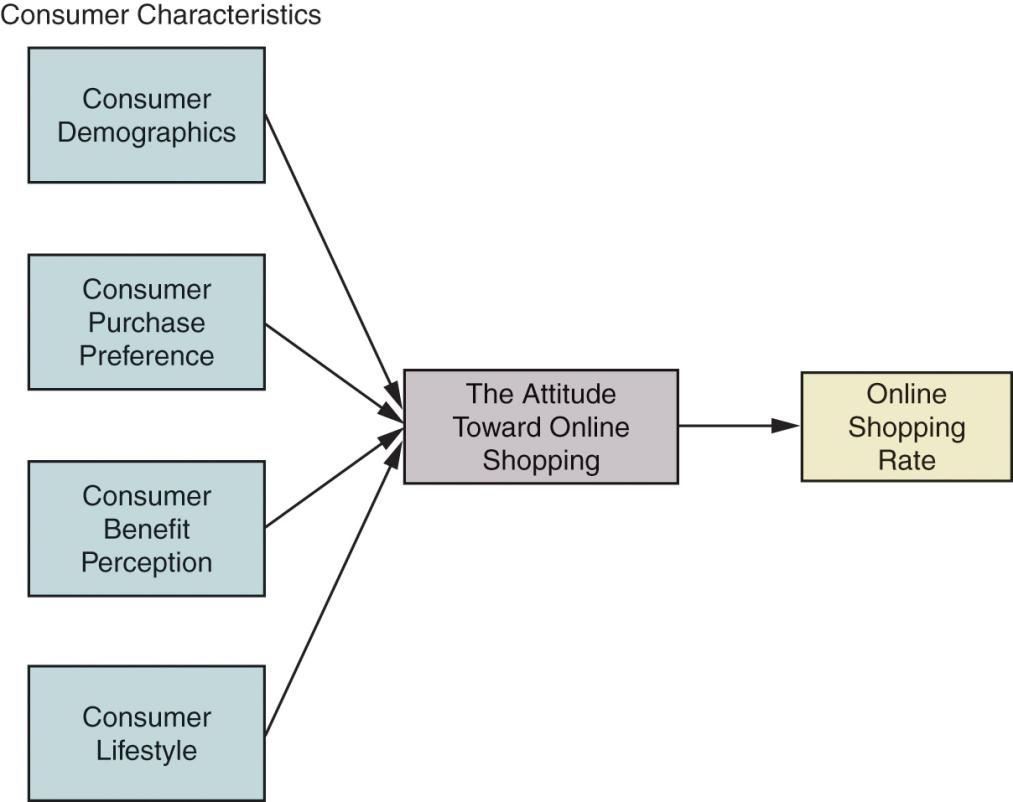 Consumer Characteristics
Consumer
Demographics
Consumer
Purchase
Preference
Consumer
Benefit
Perception
Consumer
Lifestyle
The Attitude
Toward Online
Shopping
Online
Shopping
Rate